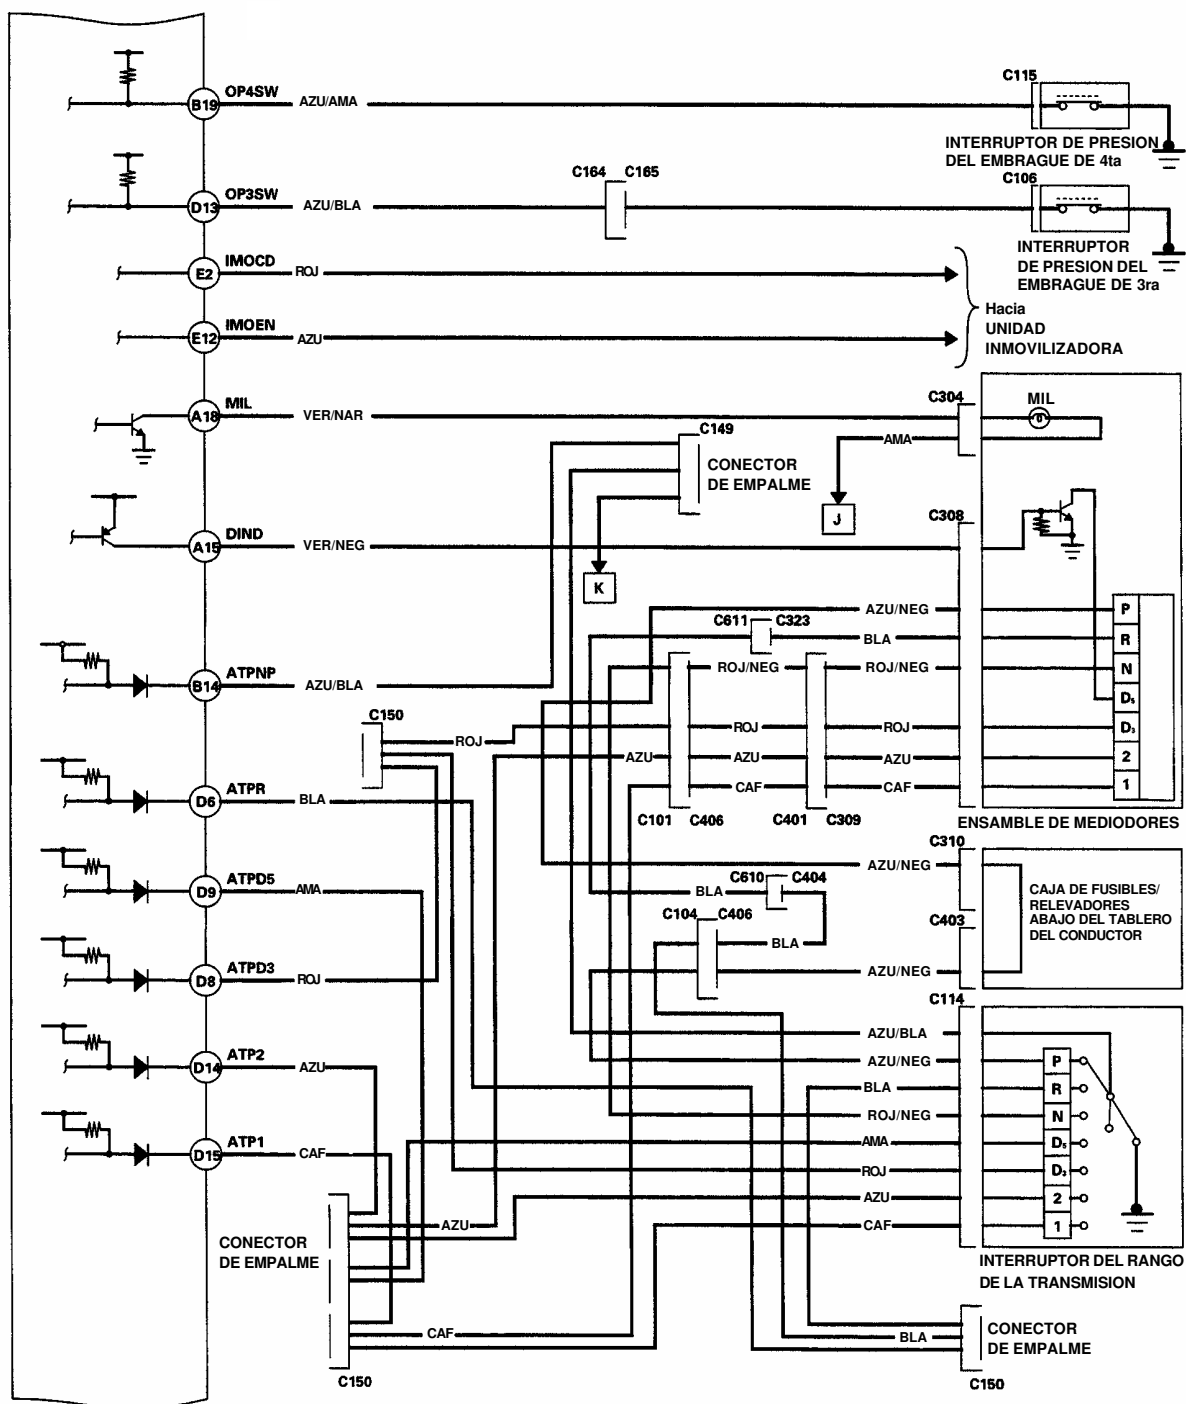 C115
OP4SW
B19
AZU/AMA
INTERRUPTOR DE PRESION
DEL EMBRAGUE DE 4ta
C164 C165
C106
OP3SW
D13
AZU/BLA
INTERRUPTOR
DE PRESION DEL
EMBRAGUE DE 3ra
IMOCD
E2
ROJ
Hacia
UNIDAD
INMOVILIZADORA
IMOEN
E12
AZU
MIL
A18
VER/NAR
C304
MIL
AMA
C149
CONECTOR
DE EMPALME
J
C308
DIND
A15
VER/NEG
K
AZU/NEG
P
C611 C323
BLA
R
ROJ/NEG
ROJ/NEG
N
ATPNP
B14
AZU/BLA
D5
C150
ROJ
ROJ
ROJ
D3
AZU
AZU
AZU
2
CAF
CAF
1
ATPR
D6
BLA
C101 C406
C401 C309
ENSAMBLE DE MEDIODORES
C310
AZU/NEG
ATPD5
D9
AMA
BLA
C610 C404
CAJA DE FUSIBLES/
RELEVADORES
ABAJO DEL TABLERO
DEL CONDUCTOR
C104 C406
C403
BLA
AZU/NEG
ATPD3
D8
ROJ
C114
AZU/BLA
ATP2
D14
AZU
AZU/NEG
P
BLA
R
ROJ/NEG
N
ATP1
D15
CAF
AMA
D5
ROJ
D3
AZU
2
AZU
CAF
1
CONECTOR
DE EMPALME
INTERRUPTOR DEL RANGO
DE LA TRANSMISION
CAF
BLA
CONECTOR
DE EMPALME
C150
C150